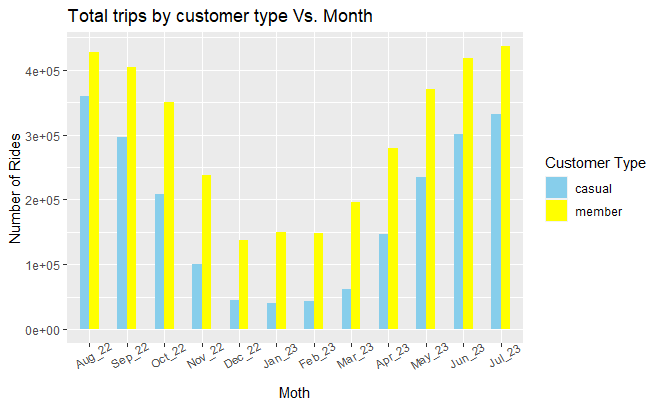 Total trips by customer type Vs. Month
Number of Rides
4e+05
3e+05
2e+05
1e+05
0e+00
Aug_22 Sep_22 Oct_22 Nov_22 Dec_22 Jan_23 Feb_23 Mar_23 Apr_23 May_23 Jun_23 Jul_23
Moth
Customer Type
casual
member